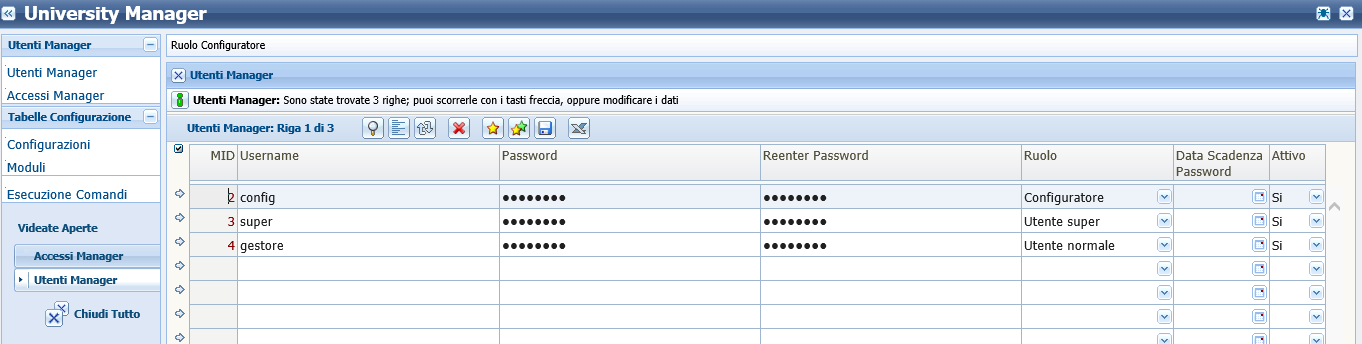 University Manager
Utenti Manager
Utenti Manager
Accessi Manager
Tabelle Configurazione
Configurazioni
Moduli
Esecuzione Comandi
Videate Aperte
Accessi Manager
Utenti Manager
Chiudi Tutto
Ruolo Configuratore
Utenti Manager
Utenti Manager: Sono state trovate 3 righe; puoi scorrerle con i tasti freccia, oppure modificare i dati
Utenti Manager: Riga 1 di 3
MID Username Password Reenter Password Ruolo Data Scadenza Password Attivo
2 config ●●●●●●●● ●●●●●●●● Configuratore Si
3 super ●●●●●●●● ●●●●●●●● Utente super Si
4 gestore ●●●●●●●● ●●●●●●●● Utente normale Si